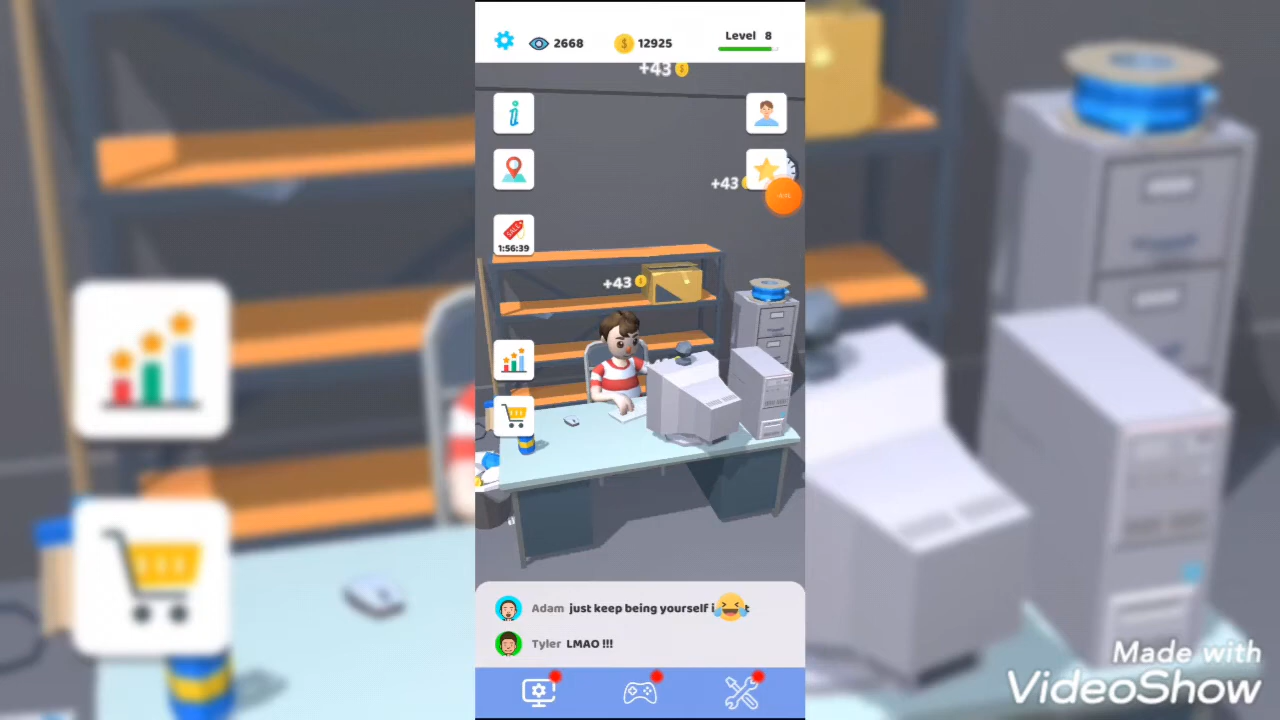 2668
12925
Level 8
+43
+43
1:56:39
+43
Adam just keep being yourself
Tyler LMAO !!!
Made with
VideoShow